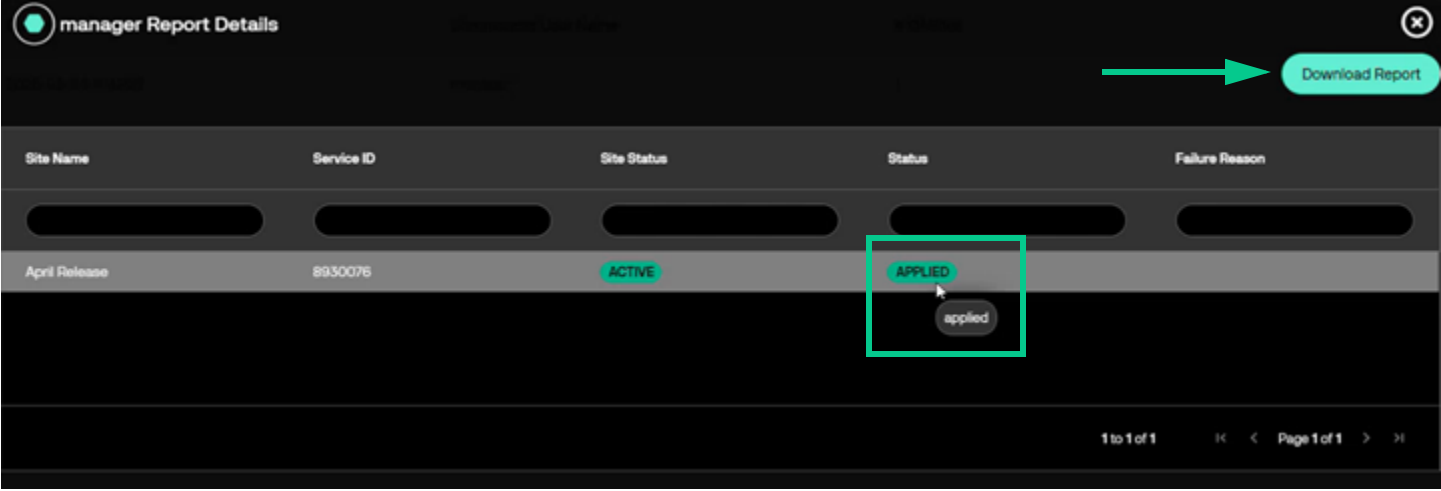 manager Report Details
Download Report
Site Name Service ID Site Status Status Failure Reason
April Release 8930076 ACTIVE APPLIED
applied
1 to 1 of 1 Page 1 of 1